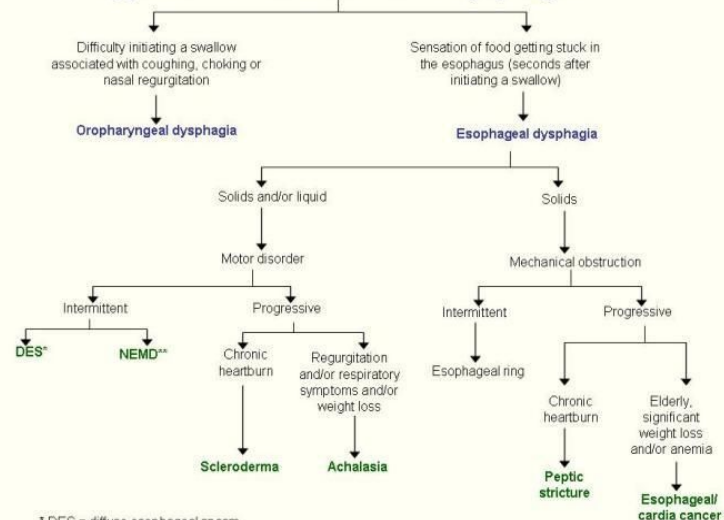 Difficulty initiating a swallow
associated with coughing, choking or
nasal regurgitation
Sensation of food getting stuck in
the esophagus (seconds after
initiating a swallow)
Oropharyngeal dysphagia
Esophageal dysphagia
Solids and/or liquid
Solids
Motor disorder
Mechanical obstruction
Intermittent
Progressive
Intermittent
Progressive
DES*
NEMD**
Chronic
heartburn
Regurgitation
and/or respiratory
symptoms and/or
weight loss
Esophageal ring
Chronic
heartburn
Elderly,
significant
weight loss
and/or anemia
Scleroderma
Achalasia
Peptic
stricture
Esophageal/
cardia cancer
* DES = diffuse esophageal spasm